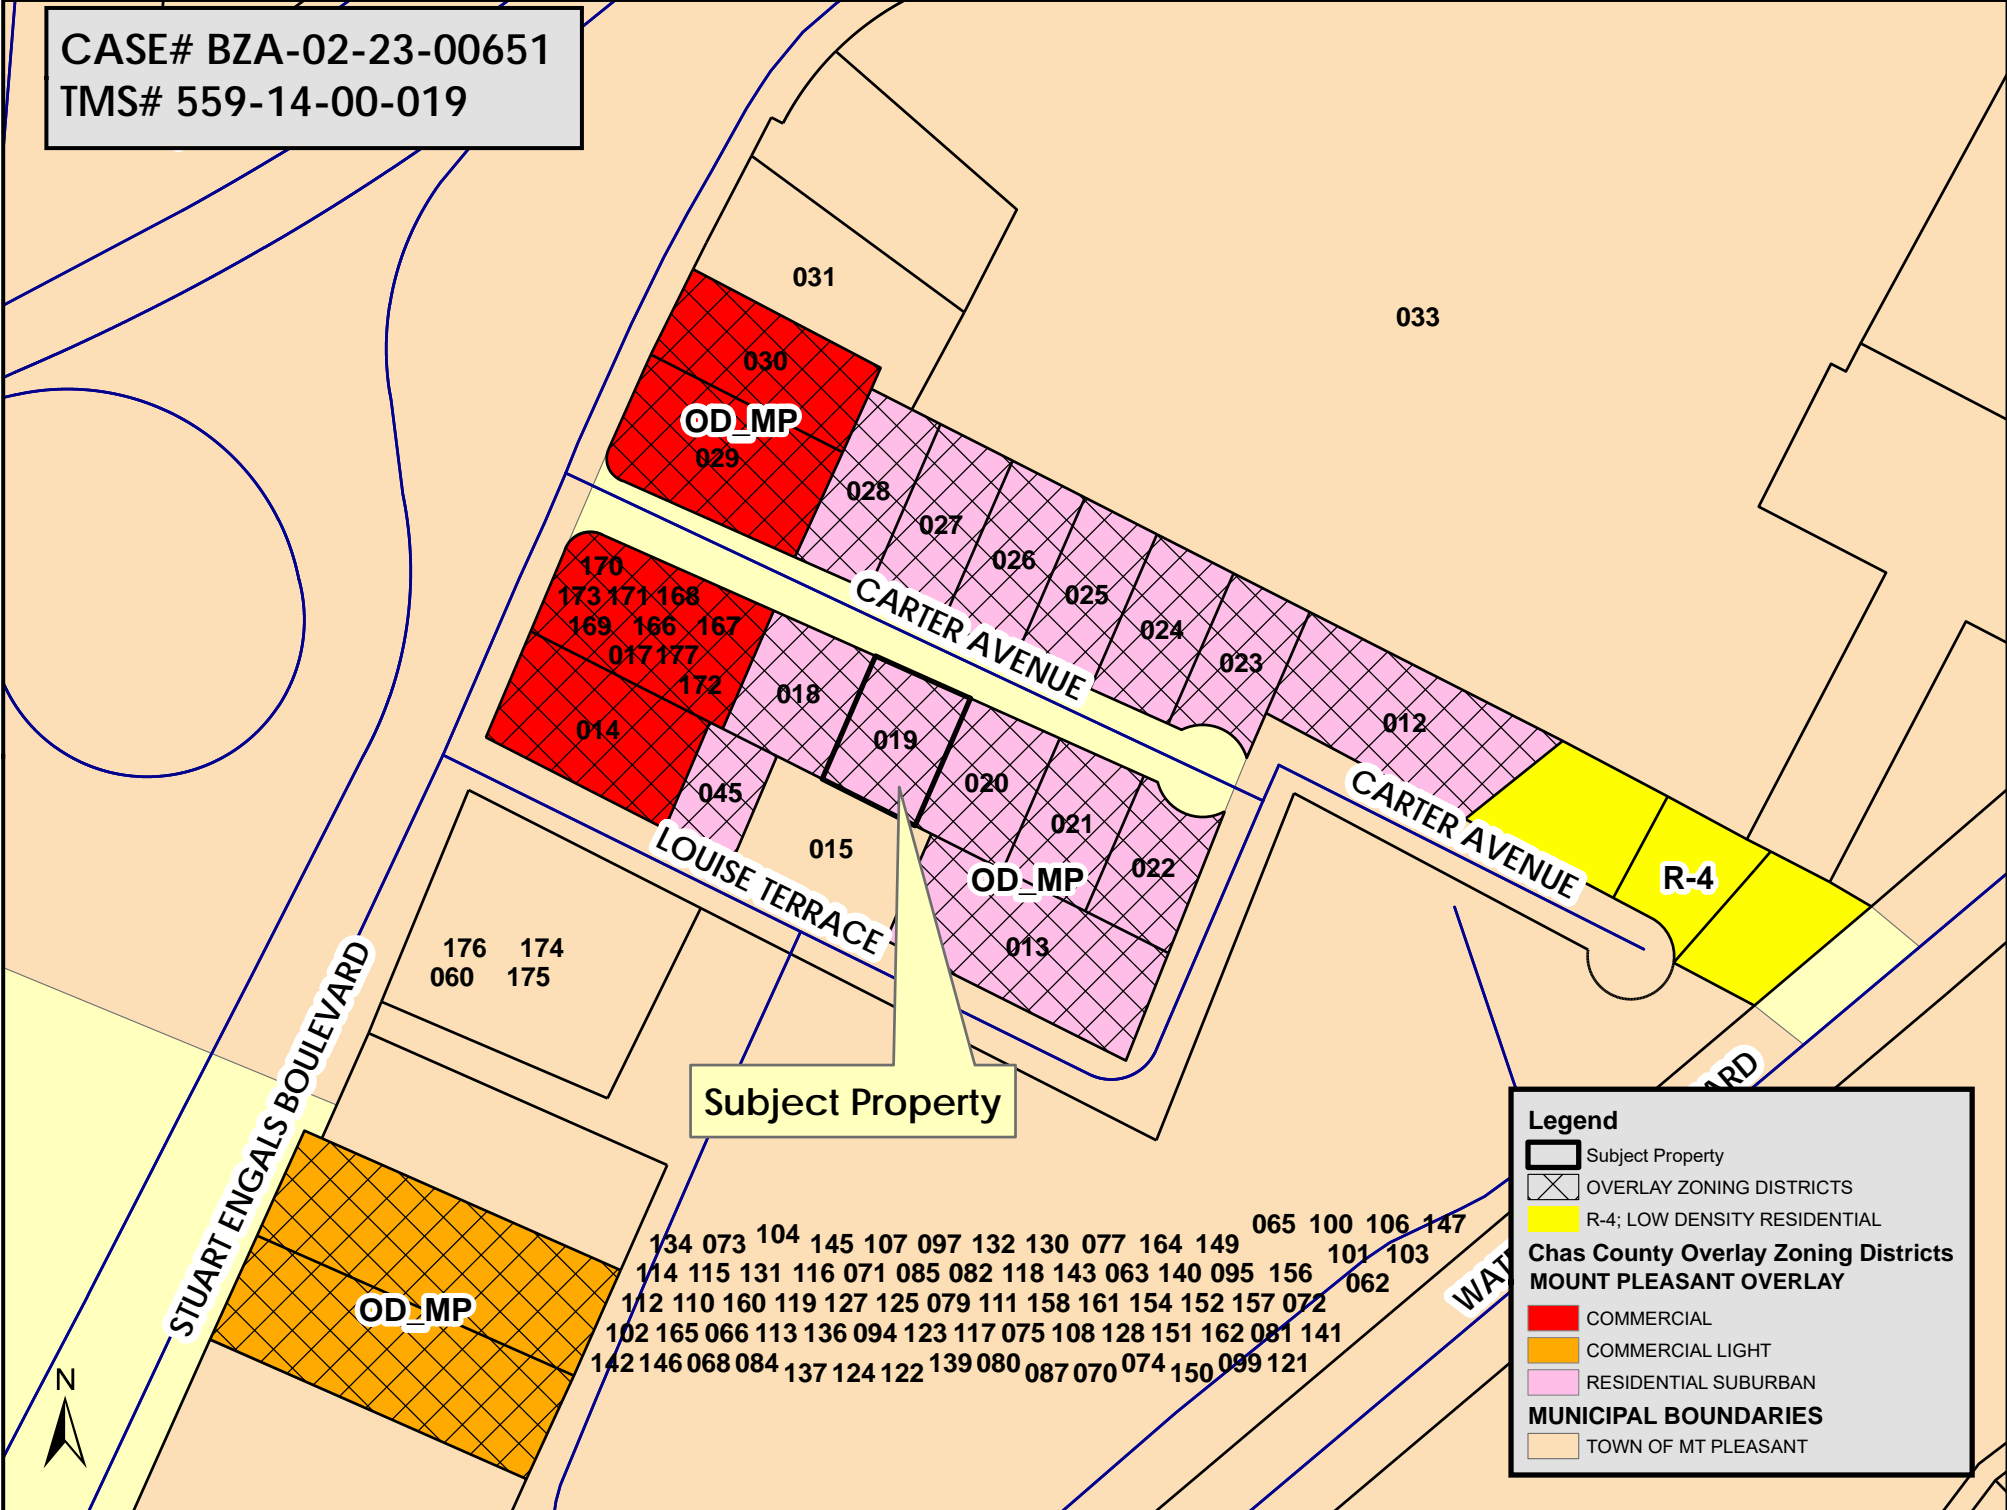 CASE# BZA-02-23-00651
TMS# 559-14-00-019
031
033
030
OD_MP
029
028
027
026
025
024
023
012
CARTER AVENUE
170
173 171 168
169 166 167
017 177
172
014
018
019
020
021
022
045
015
OD_MP
013
CARTER AVENUE
R-4
LOUISE TERRACE
176 174
060 175
STUART ENGALS BOULEVARD
Subject Property
OD_MP
134 073 104 145 107 097 132 130 077 164 149 065 100 106 147
101 103
114 115 131 116 071 085 082 118 143 063 140 095 156 062
112 110 160 119 127 125 079 111 158 161 154 152 157 072
102 165 066 113 136 094 123 117 075 108 128 151 162 081 141
142 146 068 084 137 124 122 139 080 087 070 074 150 099 121
N
Legend
Subject Property
OVERLAY ZONING DISTRICTS
R-4; LOW DENSITY RESIDENTIAL
Chas County Overlay Zoning Districts
MOUNT PLEASANT OVERLAY
COMMERCIAL
COMMERCIAL LIGHT
RESIDENTIAL SUBURBAN
MUNICIPAL BOUNDARIES
TOWN OF MT PLEASANT